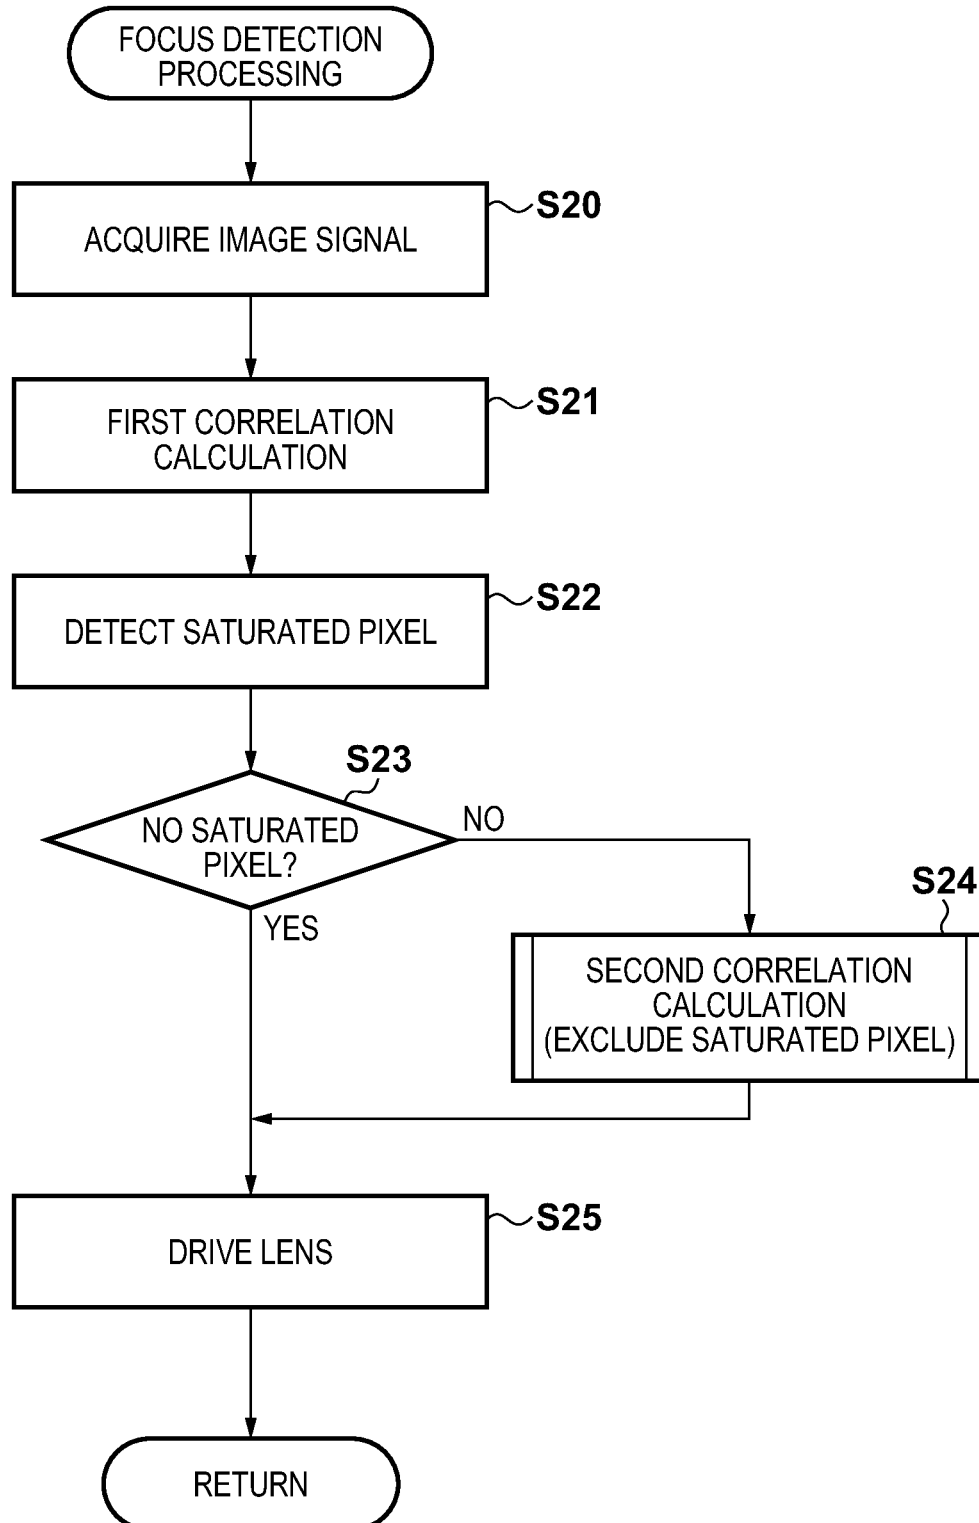 FOCUS DETECTION
PROCESSING
S20
ACQUIRE IMAGE SIGNAL
S21
FIRST CORRELATION
CALCULATION
S22
DETECT SATURATED PIXEL
S23
NO SATURATED
PIXEL?
NO
YES
S24
SECOND CORRELATION
CALCULATION
(EXCLUDE SATURATED PIXEL)
S25
DRIVE LENS
RETURN